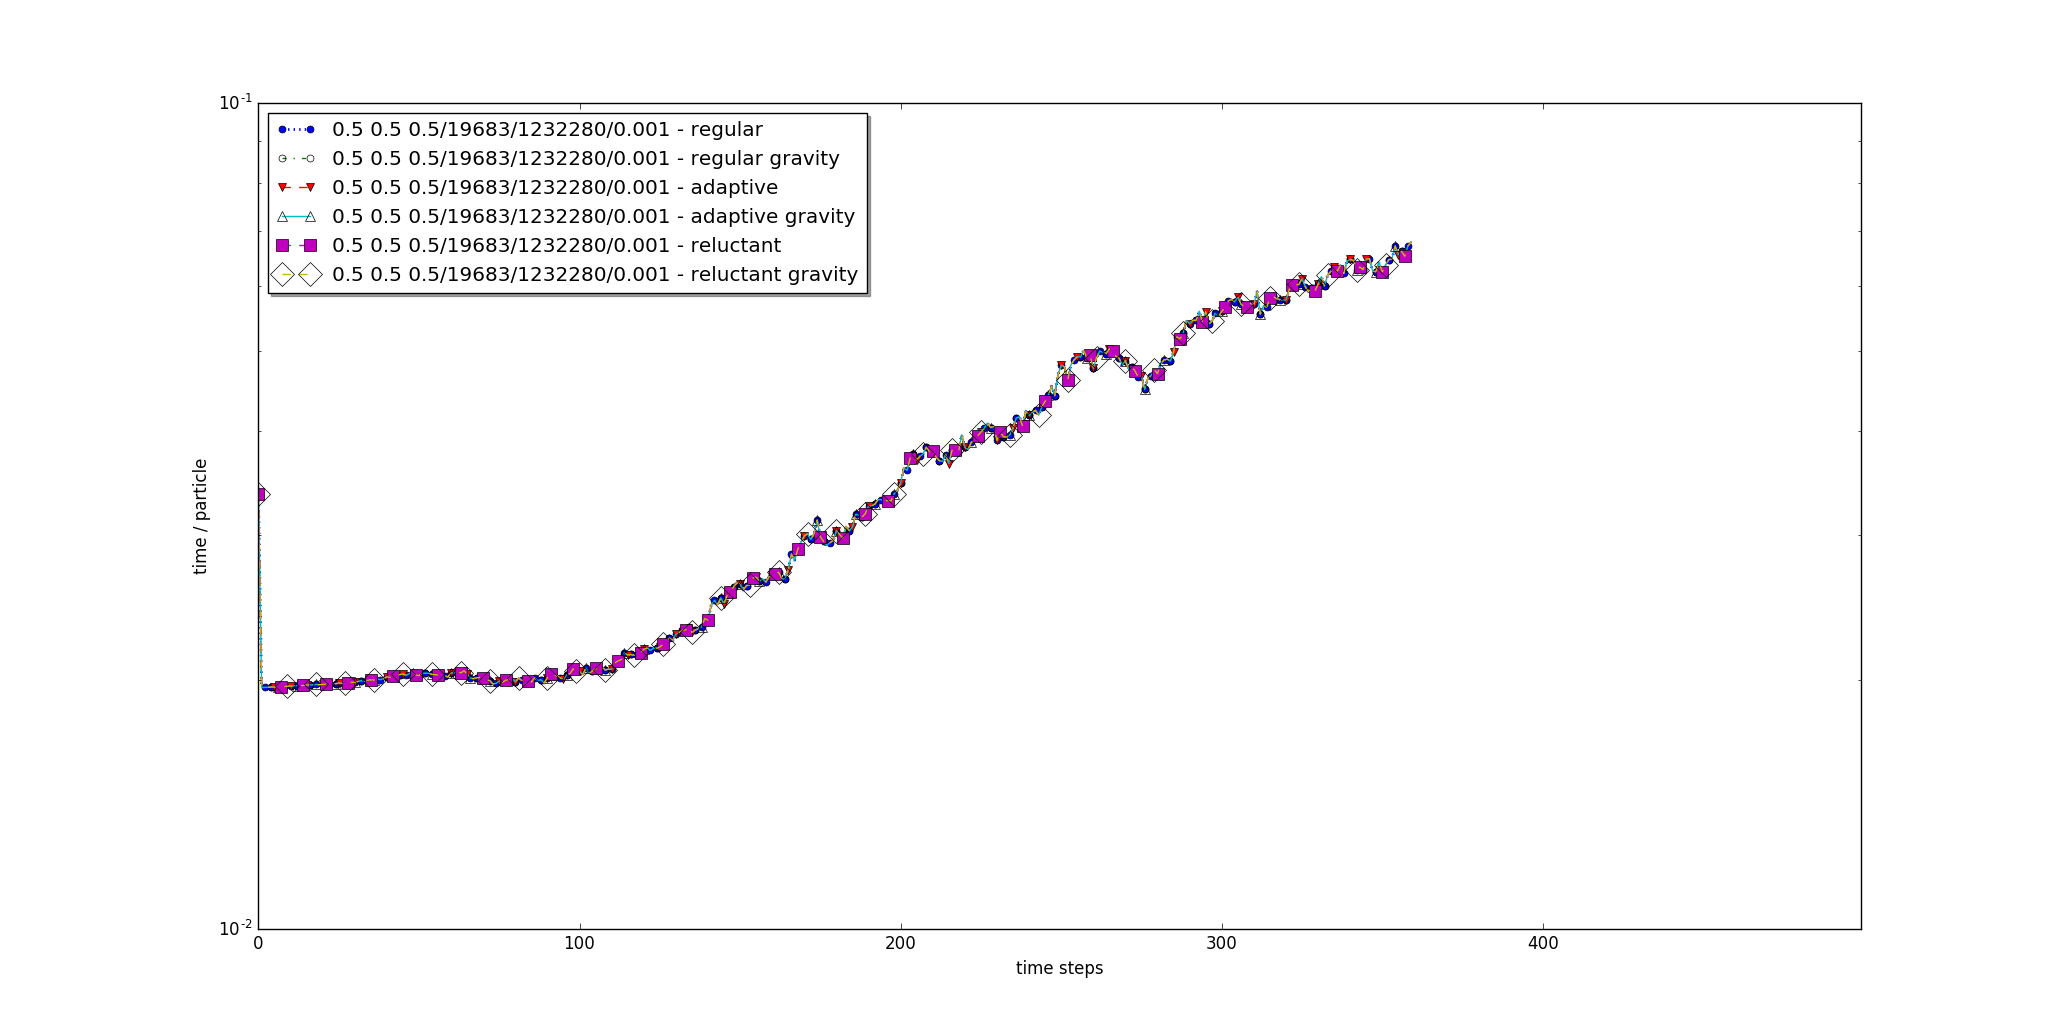 10^-1
0.5 0.5 0.5/19683/1232280/0.001 - regular
0.5 0.5 0.5/19683/1232280/0.001 - regular gravity
0.5 0.5 0.5/19683/1232280/0.001 - adaptive
0.5 0.5 0.5/19683/1232280/0.001 - adaptive gravity
0.5 0.5 0.5/19683/1232280/0.001 - reluctant
0.5 0.5 0.5/19683/1232280/0.001 - reluctant gravity
time / particle
10^-2
0 100 200 300 400
time steps